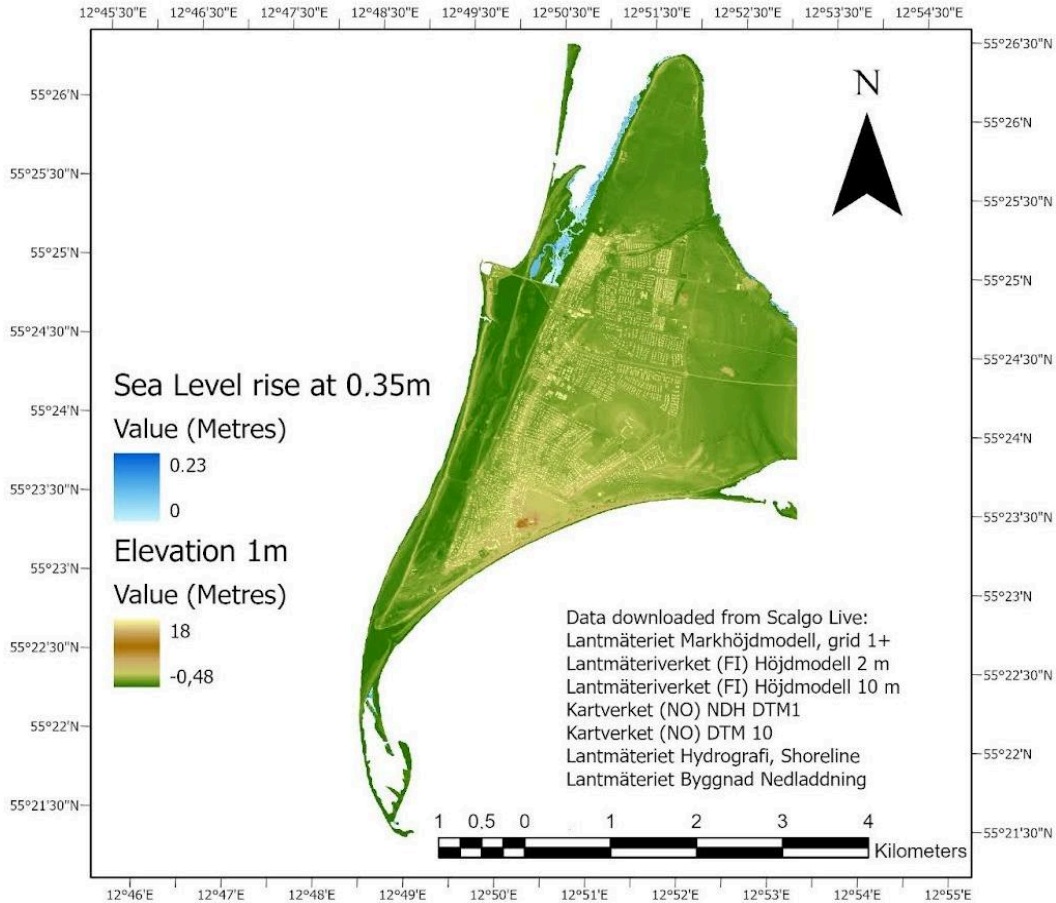 12°45'30"E 12°46'30"E 12°47'30"E 12°48'30"E 12°49'30"E 12°50'30"E 12°51'30"E 12°52'30"E 12°53'30"E 12°54'30"E
55°26'30"N
N
55°26'N
55°26'N
55°25'30"N
55°25'30"N
55°25'N
55°25'N
55°24'30"N
55°24'30"N
Sea Level rise at 0.35m
55°24'N
Value (Metres)
55°24'N
0.23
55°23'30"N
0
55°23'30"N
Elevation 1m
55°23'N
Value (Metres)
55°23'N
18
-0,48
55°22'30"N
55°22'30"N
Data downloaded from Scalgo Live:
Lantmäteriet Markhöjdmodell, grid 1+
Lantmäteriverket (FI) Höjdmodell 2 m
Lantmäteriverket (FI) Höjdmodell 10 m
Kartverket (NO) NDH DTM1
Kartverket (NO) DTM 10
Lantmäteriet Hydrografi, Shoreline
Lantmäteriet Byggnad Nedladdning
55°22'N
55°22'N
55°21'30"N
55°21'30"N
1 0.5 0 1 2 3 4
Kilometers
12°46'E 12°47'E 12°48'E 12°49'E 12°50'E 12°51'E 12°52'E 12°53'E 12°54'E 12°55'E